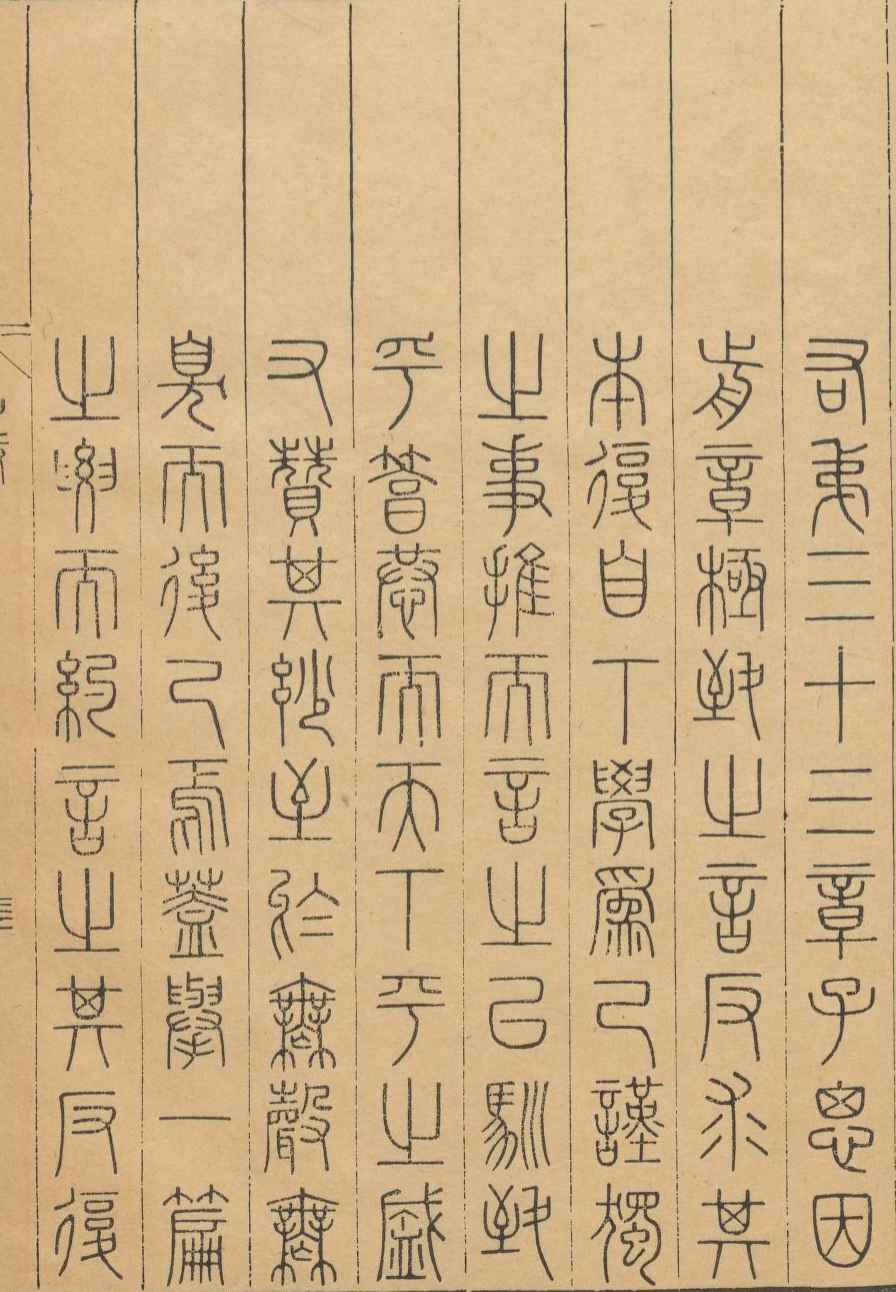 右弟三十三章子思因
前章極致之言反求其
本復自下學為己謹獨
之事推而言之以馴致
乎篤恭而天下平之盛
又贊其妙至於無聲無
臭而後已焉蓋舉一篇
之要而約言之其反復